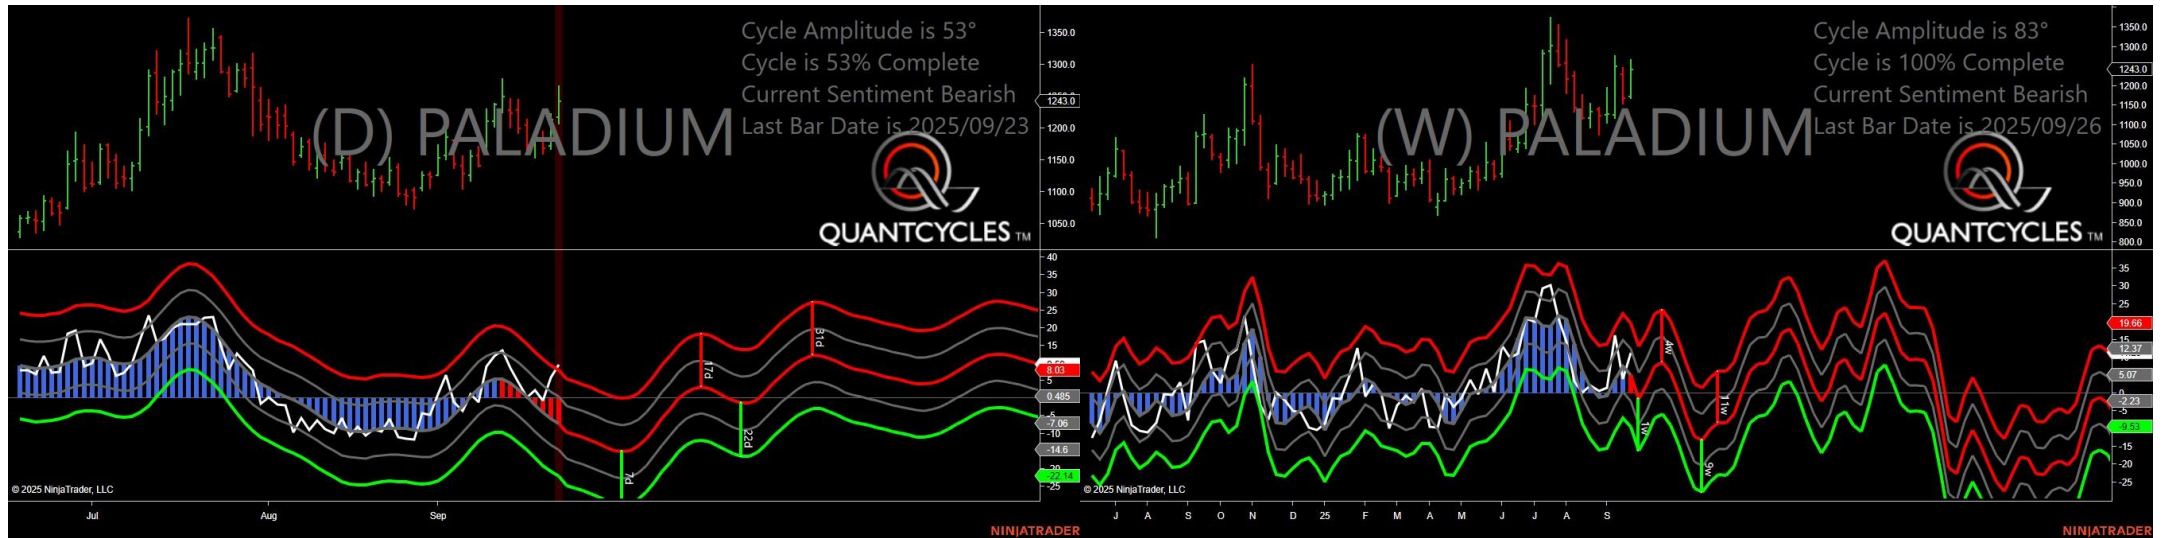 Cycle Amplitude is 53°
Cycle is 53% Complete
Current Sentiment Bearish
Last Bar Date is 2025/09/23
(D) PALADIUM
QUANTCYCLES TM
1350.0
1300.0
1243.0
1200.0
1150.0
1100.0
1050.0
40
35
30
25
20
15
8.03
5
0.485
-5
-7.06
-10
-14.6
-20
-22.14
-25
7d
17d
22d
31d
© 2025 NinjaTrader, LLC
Jul
Aug
Sep
NINJATRADER
Cycle Amplitude is 83°
Cycle is 100% Complete
Current Sentiment Bearish
Last Bar Date is 2025/09/26
(W) PALADIUM
QUANTCYCLES TM
1350.0
1300.0
1243.0
1200.0
1150.0
1100.0
1050.0
1000.0
950.0
900.0
850.0
800.0
35
30
25
19.66
15
12.37
5.07
0
-2.23
-5
-9.53
-15
-20
-25
1w
4w
9w
11w
© 2025 NinjaTrader, LLC
J A S O N D 25 F M A M J J A S
NINJATRADER